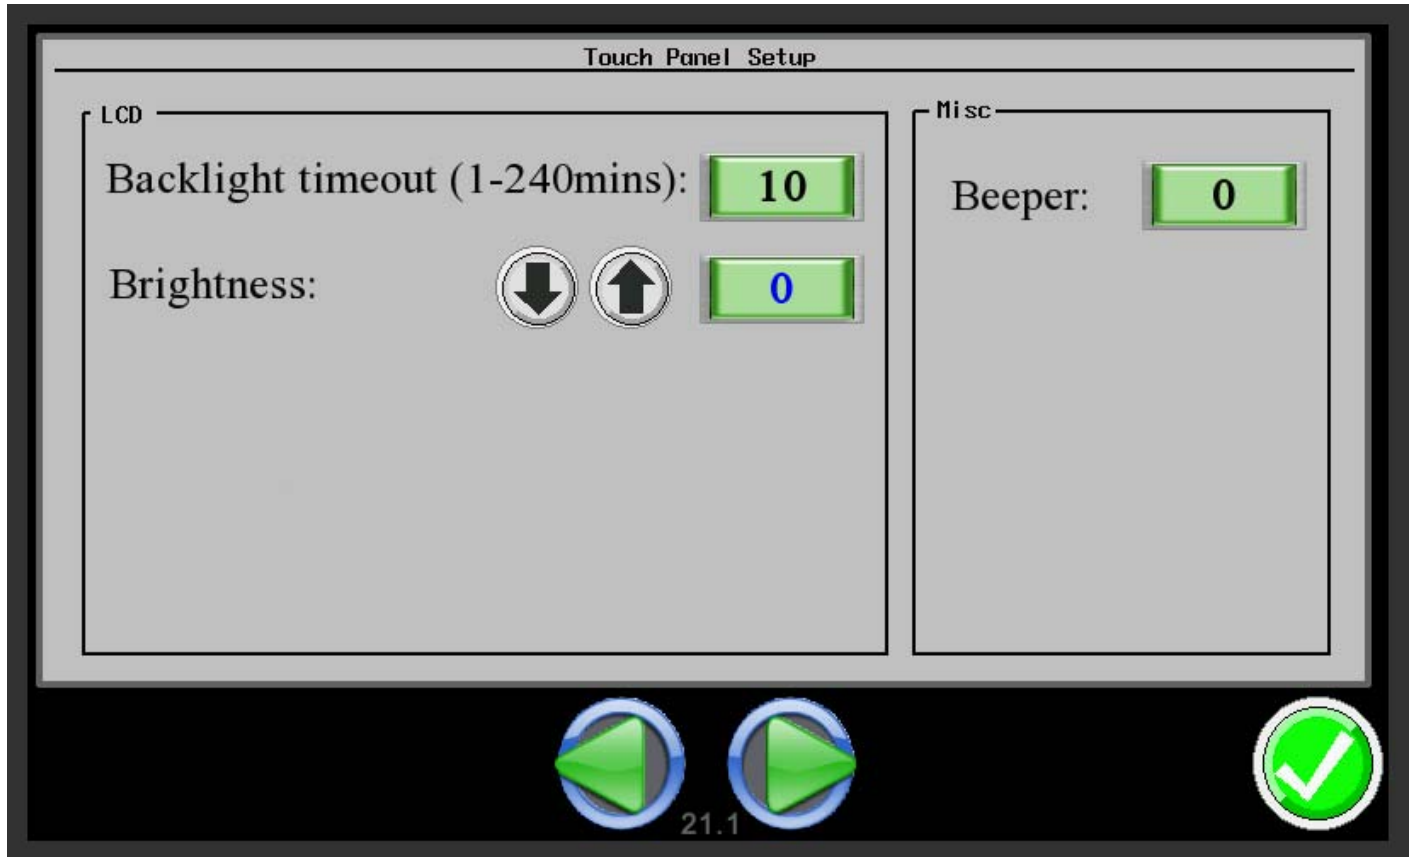 Touch Panel Setup
LCD
Backlight timeout (1-240mins): 10
Brightness: 0
Misc
Beeper: 0
21.1